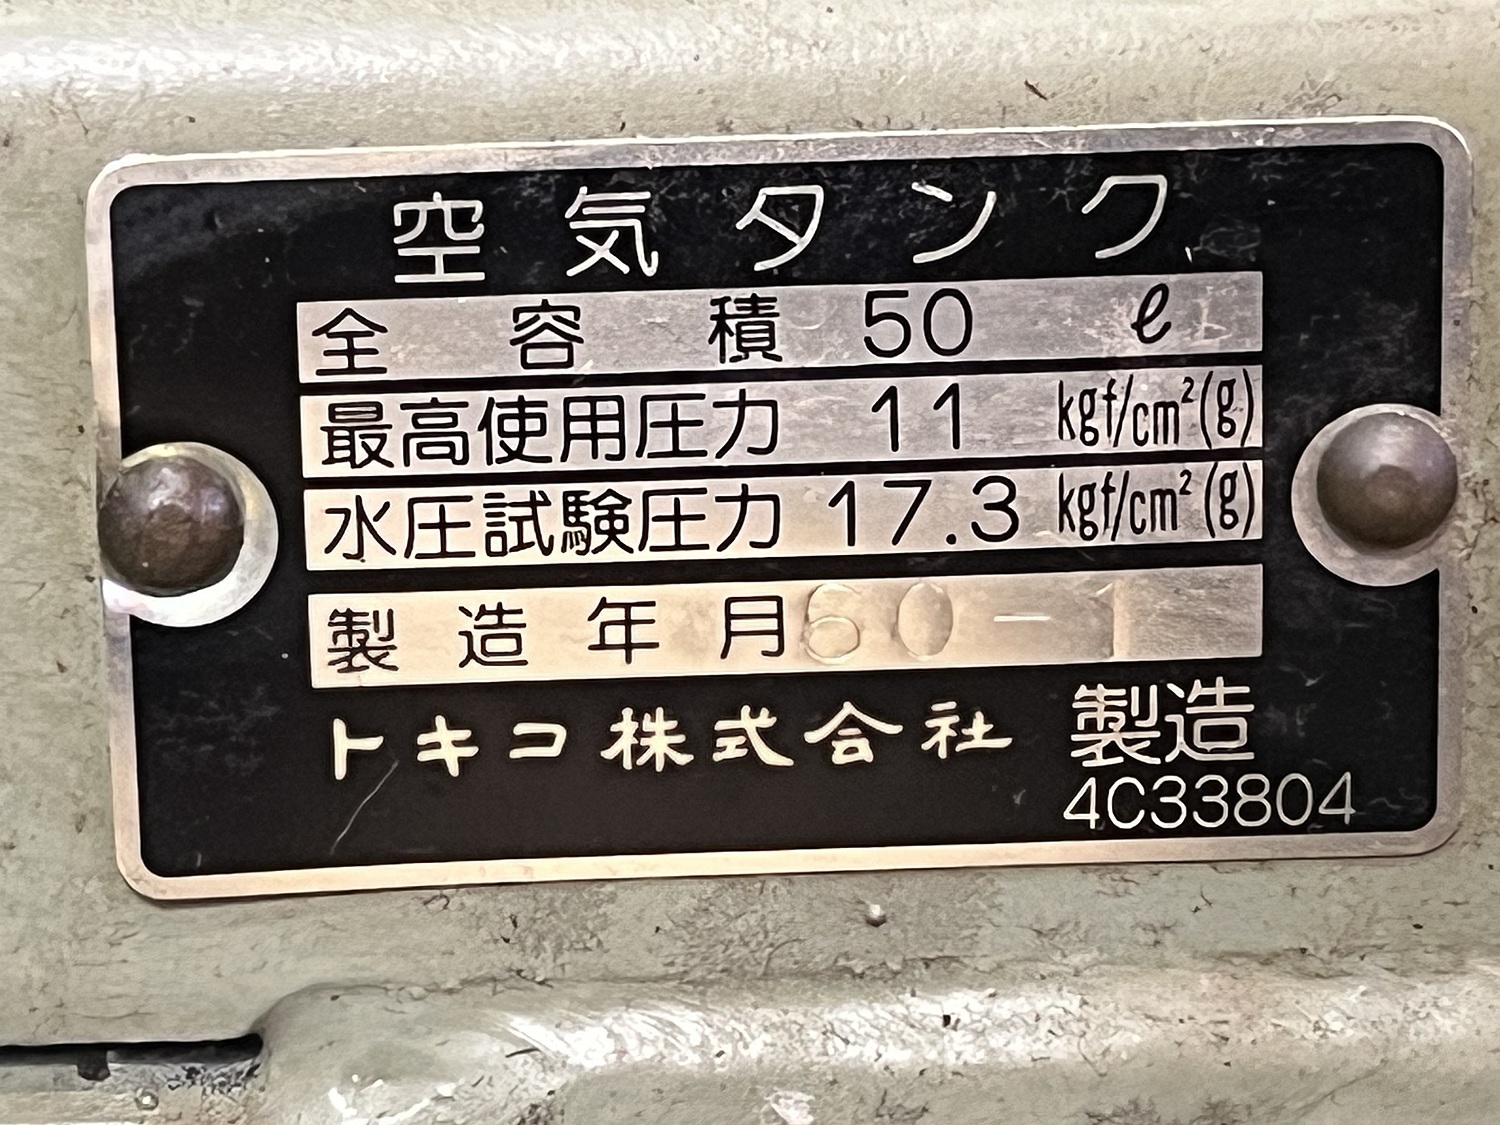 空気タンク
全容積 50 ℓ
最高使用圧力 11 kgf/cm²(g)
水圧試験圧力 17.3 kgf/cm²(g)
製造年月 60-1
トキコ株式会社 製造
4C33804